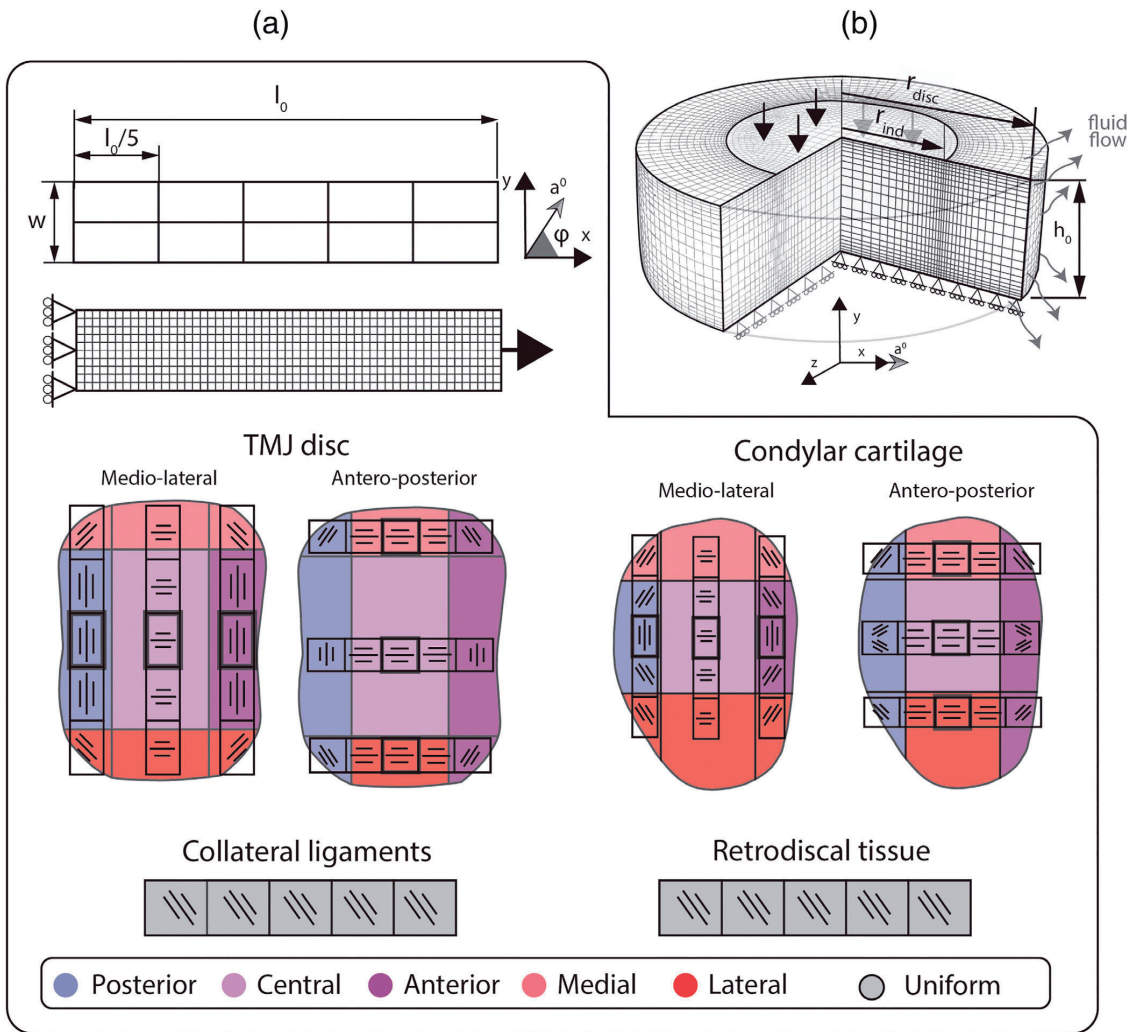 (a)
(b)
l₀
l₀/5
w
y
a⁰
φ
x
r_disc
r_ind
fluid
flow
h₀
y
x
a⁰
z
TMJ disc
Medio-lateral
Antero-posterior
Condylar cartilage
Medio-lateral
Antero-posterior
Collateral ligaments
Retrodiscal tissue
Posterior
Central
Anterior
Medial
Lateral
Uniform